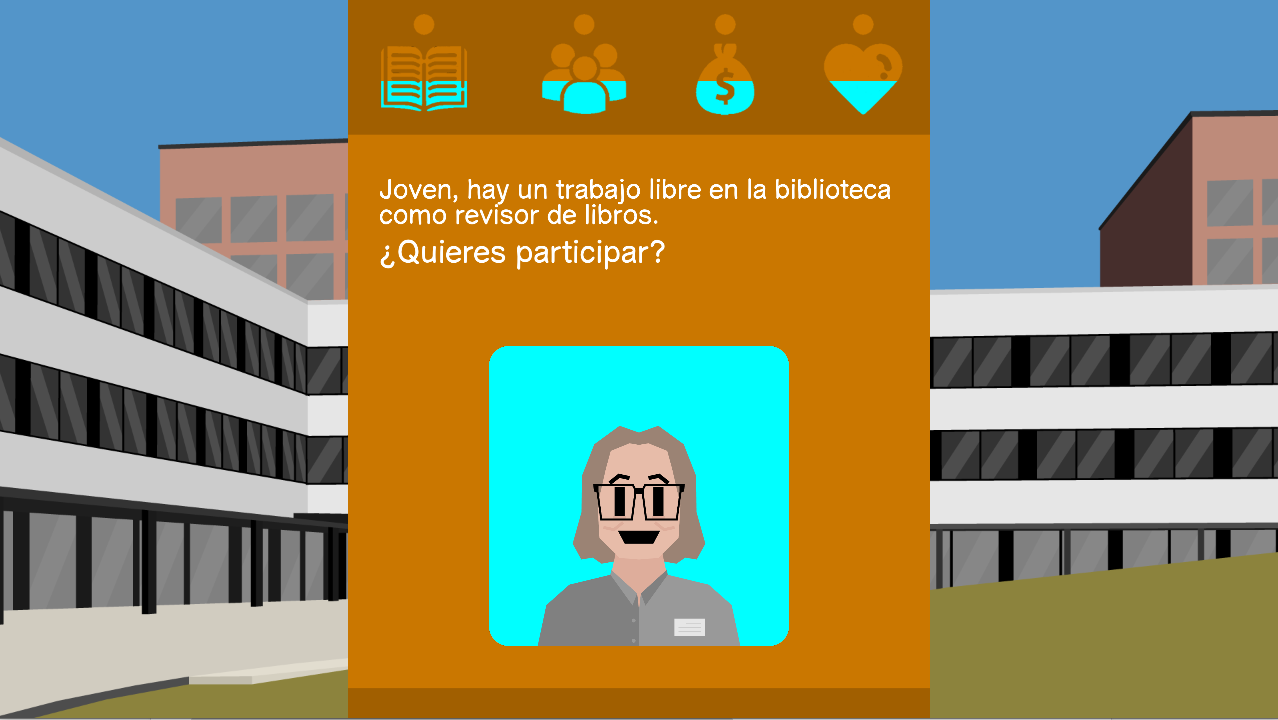 Joven, hay un trabajo libre en la biblioteca
como revisor de libros.
¿Quieres participar?